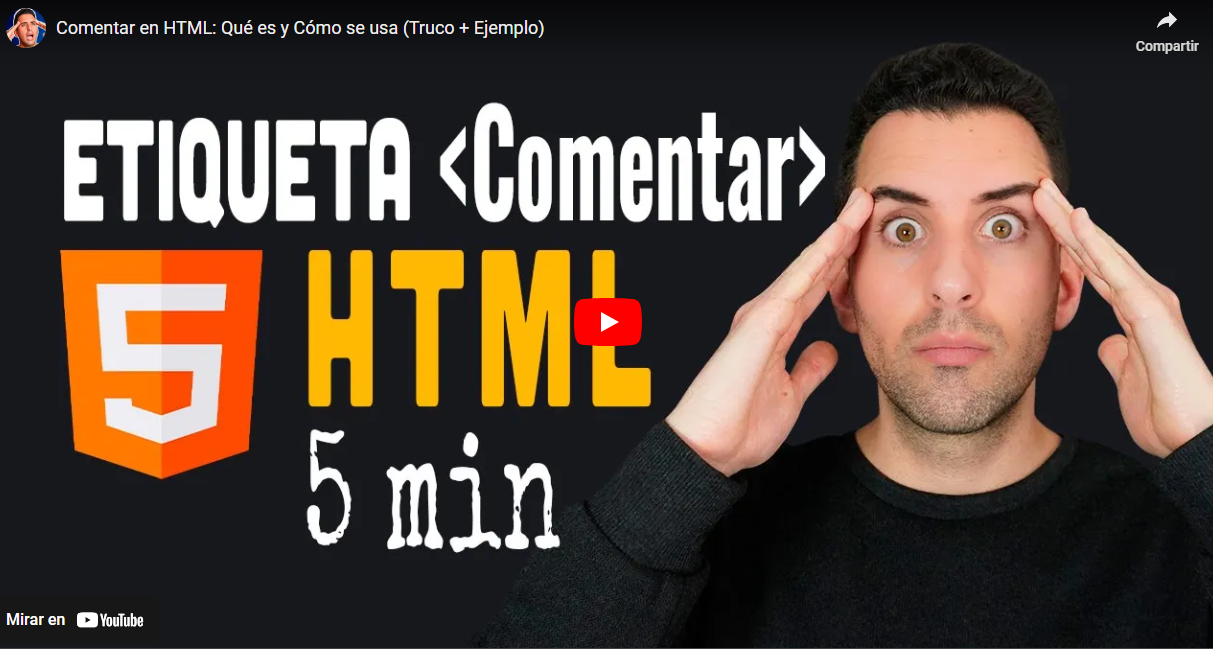 Comentar en HTML: Qué es y Cómo se usa (Truco + Ejemplo)
Compartir
ETIQUETA <Comentar>
5
HTML
5 min
Mirar en YouTube